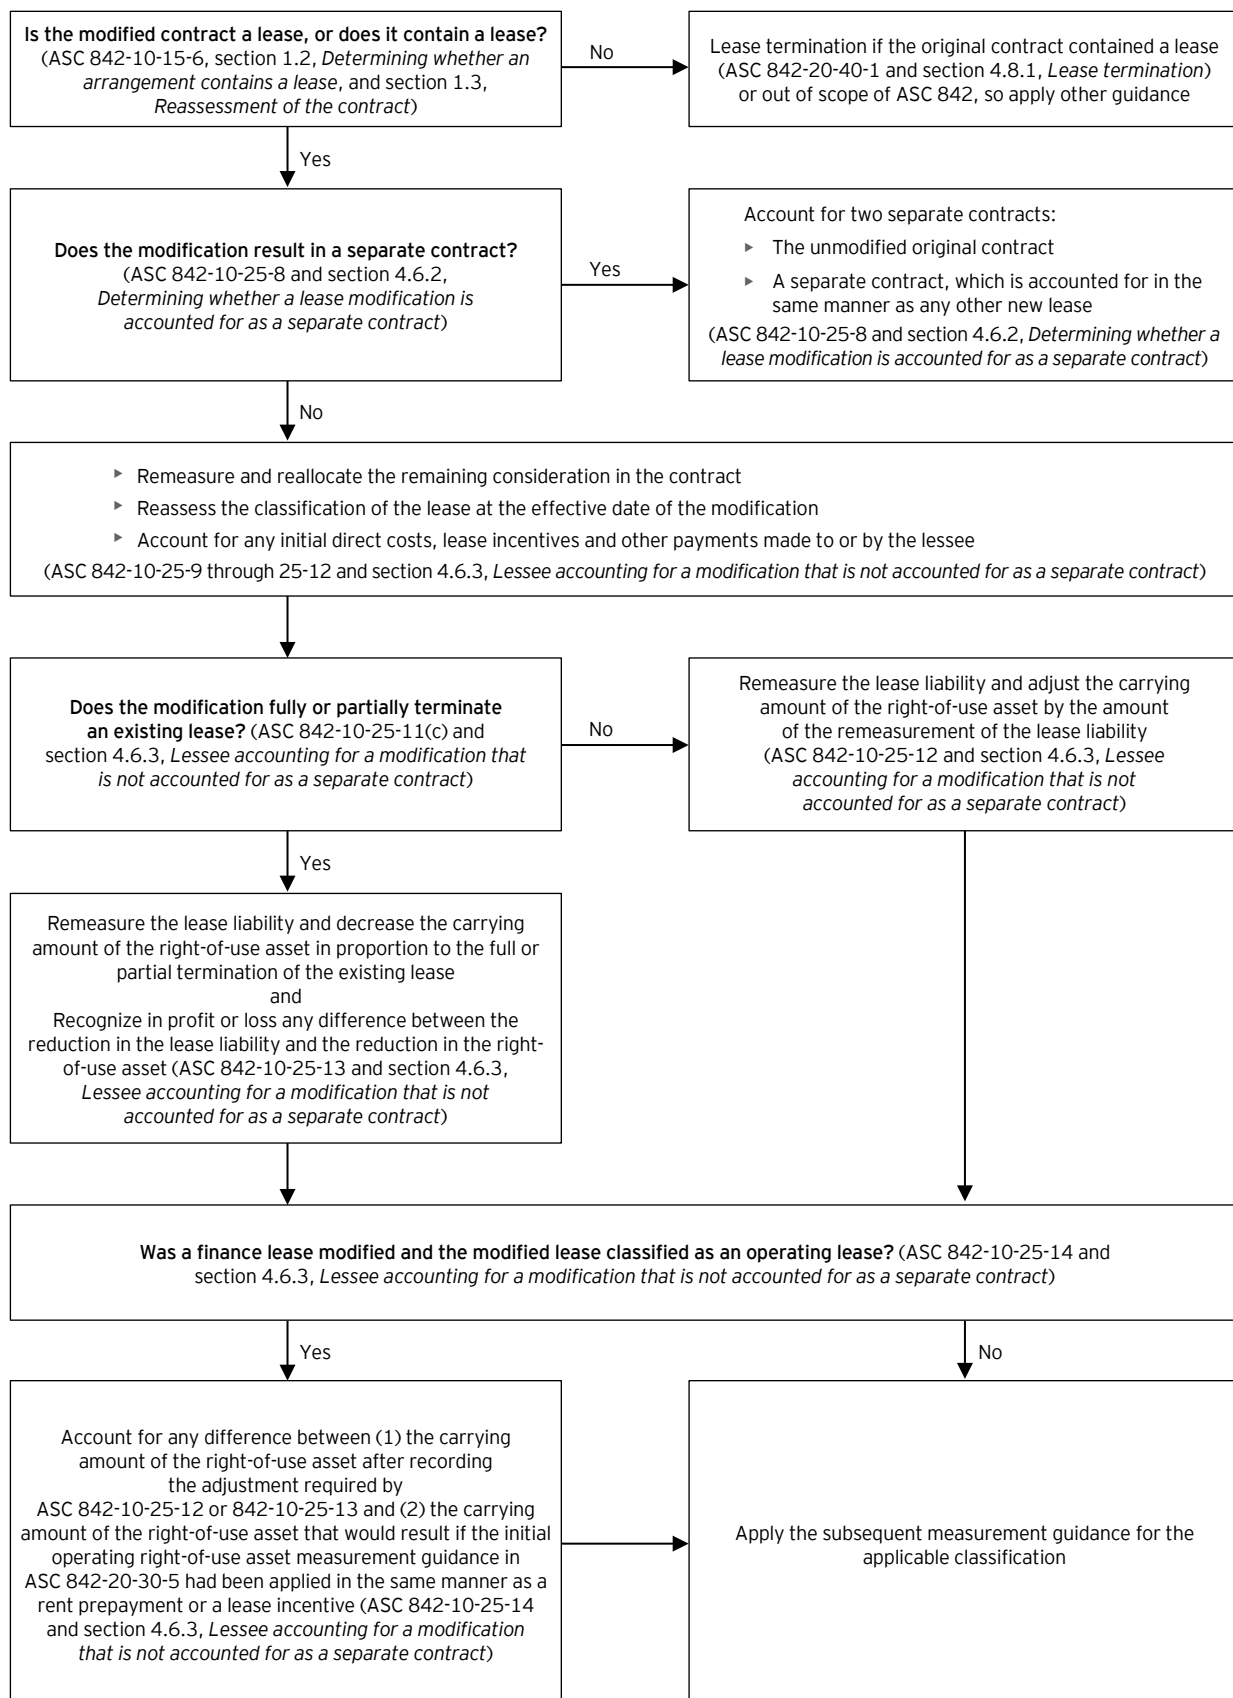 Is the modified contract a lease, or does it contain a lease?
(ASC 842-10-15-6, section 1.2, Determining whether an
arrangement contains a lease, and section 1.3,
Reassessment of the contract)
No
Lease termination if the original contract contained a lease
(ASC 842-20-40-1 and section 4.8.1, Lease termination)
or out of scope of ASC 842, so apply other guidance
Yes
Does the modification result in a separate contract?
(ASC 842-10-25-8 and section 4.6.2,
Determining whether a lease modification is
accounted for as a separate contract)
Yes
Account for two separate contracts:
► The unmodified original contract
► A separate contract, which is accounted for in the
same manner as any other new lease
(ASC 842-10-25-8 and section 4.6.2, Determining whether a
lease modification is accounted for as a separate contract)
No
► Remeasure and reallocate the remaining consideration in the contract
► Reassess the classification of the lease at the effective date of the modification
► Account for any initial direct costs, lease incentives and other payments made to or by the lessee
(ASC 842-10-25-9 through 25-12 and section 4.6.3, Lessee accounting for a modification that is not accounted for as a separate contract)
Does the modification fully or partially terminate
an existing lease? (ASC 842-10-25-11(c) and
section 4.6.3, Lessee accounting for a modification that
is not accounted for as a separate contract)
No
Remeasure the lease liability and adjust the carrying
amount of the right-of-use asset by the amount
of the remeasurement of the lease liability
(ASC 842-10-25-12 and section 4.6.3, Lessee
accounting for a modification that is not
accounted for as a separate contract)
Yes
Remeasure the lease liability and decrease the carrying
amount of the right-of-use asset in proportion to the full or
partial termination of the existing lease
and
Recognize in profit or loss any difference between the
reduction in the lease liability and the reduction in the right-
of-use asset (ASC 842-10-25-13 and section 4.6.3,
Lessee accounting for a modification that is not
accounted for as a separate contract)
Was a finance lease modified and the modified lease classified as an operating lease? (ASC 842-10-25-14 and
section 4.6.3, Lessee accounting for a modification that is not accounted for as a separate contract)
Yes
No
Account for any difference between (1) the carrying
amount of the right-of-use asset after recording
the adjustment required by
ASC 842-10-25-12 or 842-10-25-13 and (2) the carrying
amount of the right-of-use asset that would result if the initial
operating right-of-use asset measurement guidance in
ASC 842-20-30-5 had been applied in the same manner as a
rent prepayment or a lease incentive (ASC 842-10-25-14
and section 4.6.3, Lessee accounting for a modification
that is not accounted for as a separate contract)
Apply the subsequent measurement guidance for the
applicable classification